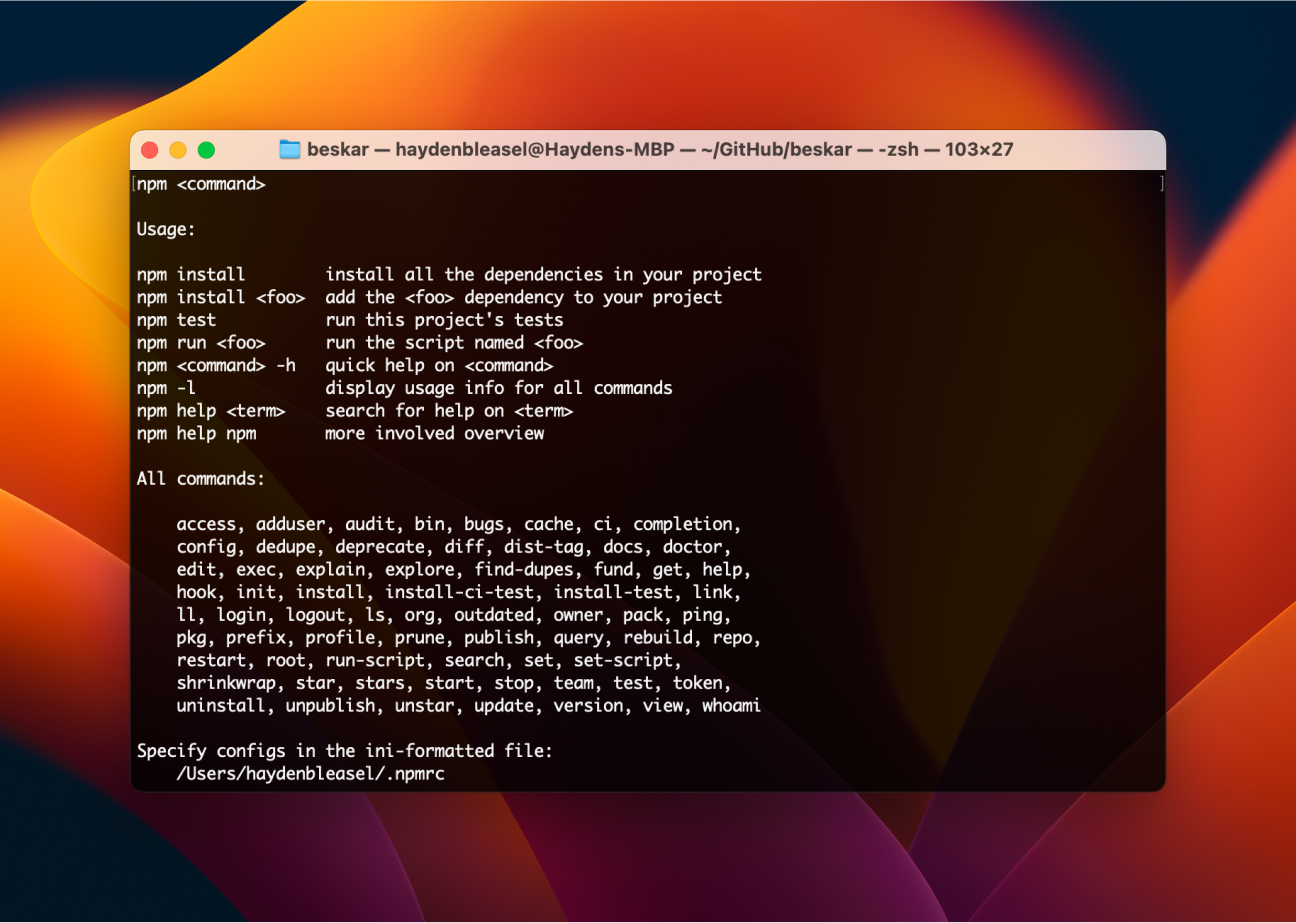 beskar — haydenbleasel@Haydens-MBP — ~/GitHub/beskar — -zsh — 103×27
[npm <command> ]

Usage:

npm install        install all the dependencies in your project
npm install <foo>  add the <foo> dependency to your project
npm test           run this project's tests
npm run <foo>      run the script named <foo>
npm <command> -h   quick help on <command>
npm -l             display usage info for all commands
npm help <term>    search for help on <term>
npm help npm       more involved overview

All commands:

    access, adduser, audit, bin, bugs, cache, ci, completion,
    config, dedupe, deprecate, diff, dist-tag, docs, doctor,
    edit, exec, explain, explore, find-dupes, fund, get, help,
    hook, init, install, install-ci-test, install-test, link,
    ll, login, logout, ls, org, outdated, owner, pack, ping,
    pkg, prefix, profile, prune, publish, query, rebuild, repo,
    restart, root, run-script, search, set, set-script,
    shrinkwrap, star, stars, start, stop, team, test, token,
    uninstall, unpublish, unstar, update, version, view, whoami

Specify configs in the ini-formatted file:
    /Users/haydenbleasel/.npmrc